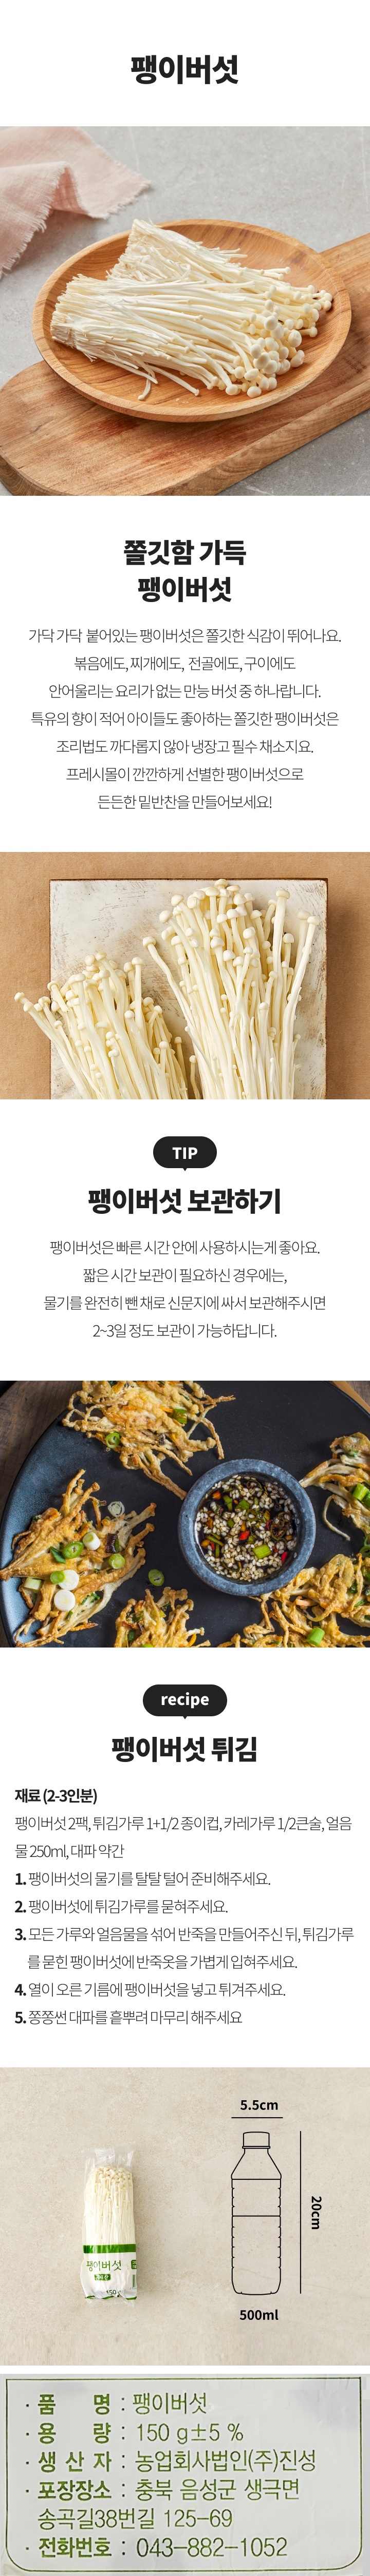 팽이버섯
쫄깃함 가득
팽이버섯
가닥 가닥 붙어있는 팽이버섯은 쫄깃한 식감이 뛰어나요.
볶음에도, 찌개에도, 전골에도, 구이에도
안어울리는 요리가 없는 만능 버섯 중 하나랍니다.
특유의 향이 적어 아이들도 좋아하는 쫄깃한 팽이버섯은
조리법도 까다롭지 않아 냉장고 필수 채소지요.
프레시몰이 깐깐하게 선별한 팽이버섯으로
든든한 밑반찬을 만들어보세요!
TIP
팽이버섯 보관하기
팽이버섯은 빠른 시간 안에 사용하시는게 좋아요.
짧은 시간 보관이 필요하신 경우에는,
물기를 완전히 뺀 채로 신문지에 싸서 보관해주시면
2~3일 정도 보관이 가능하답니다.
recipe
팽이버섯 튀김
재료 (2-3인분)
팽이버섯 2팩, 튀김가루 1+1/2 종이컵, 카레가루 1/2큰술, 얼음
물 250ml, 대파 약간
1. 팽이버섯의 물기를 탈탈 털어 준비해주세요.
2. 팽이버섯에 튀김가루를 묻혀주세요.
3. 모든 가루와 얼음물을 섞어 반죽을 만들어주신 뒤, 튀김가루
를 묻힌 팽이버섯에 반죽옷을 가볍게 입혀주세요.
4. 열이 오른 기름에 팽이버섯을 넣고 튀겨주세요.
5. 쫑쫑썬 대파를 흩뿌려 마무리 해주세요
5.5cm
20cm
팽이버섯
150
500ml
· 품 명 : 팽이버섯
· 용 량 : 150 g±5 %
· 생 산 자 : 농업회사법인(주)진성
· 포장장소 : 충북 음성군 생극면
송곡길38번길 125-69
· 전화번호 : 043-882-1052